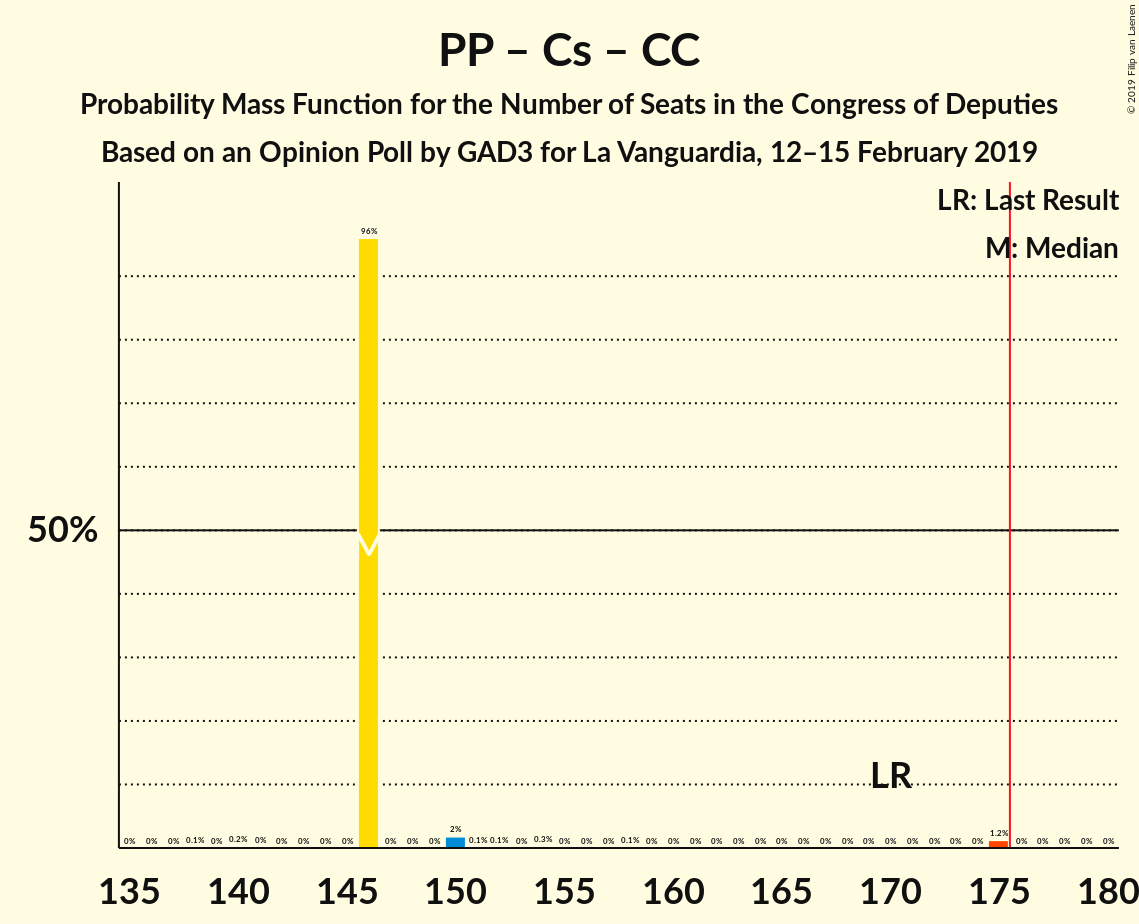 PP – Cs – CC
Probability Mass Function for the Number of Seats in the Congress of Deputies
Based on an Opinion Poll by GAD3 for La Vanguardia, 12–15 February 2019
© 2019 Filip van Laenen
LR: Last Result
M: Median
96%
50%
LR
0% 0% 0% 0.1% 0% 0.2% 0% 0% 0% 0% 0% 0% 0% 0% 2% 0.1% 0.1% 0% 0.3% 0% 0% 0% 0.1% 0% 0% 0% 0% 0% 0% 0% 0% 0% 0% 0% 0% 0% 0% 0% 0% 1.2% 0% 0% 0% 0% 0%
135 140 145 150 155 160 165 170 175 180